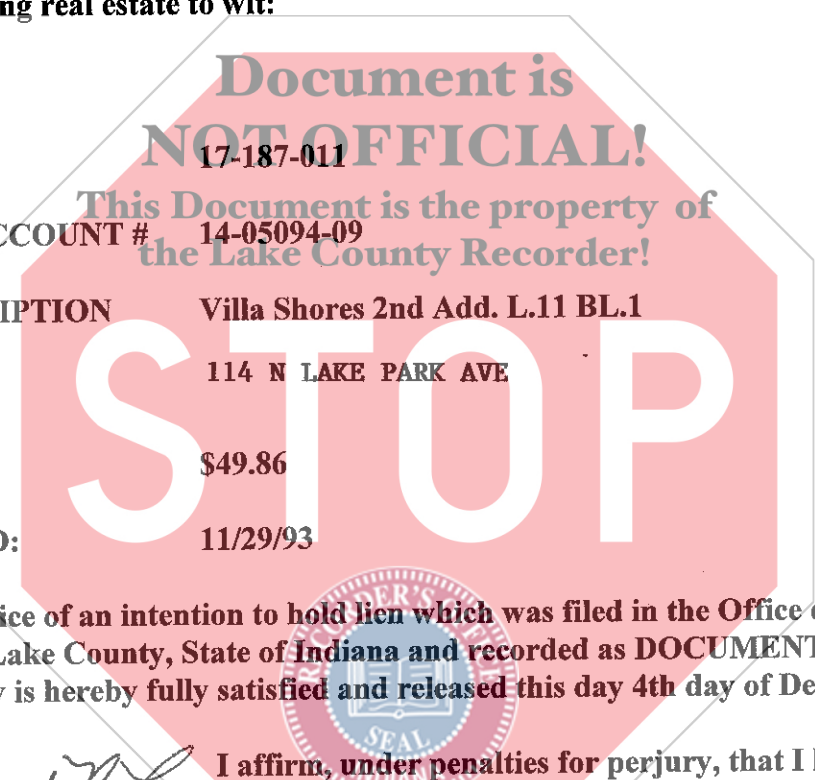 ng real estate to wit:
Document is
NOT OFFICIAL!
17-187-011
This Document is the property of
CCOUNT # 14-05094-09
the Lake County Recorder!
IPTION Villa Shores 2nd Add. L.11 BL.1
114 N LAKE PARK AVE
STOP
$49.86
D: 11/29/93
ice of an intention to hold lien which was filed in the Office
Lake County, State of Indiana and recorded as DOCUMENT
y is hereby fully satisfied and released this day 4th day of De
RECORDER'S OFFICE
SEAL
I affirm, under penalties for perjury, that I